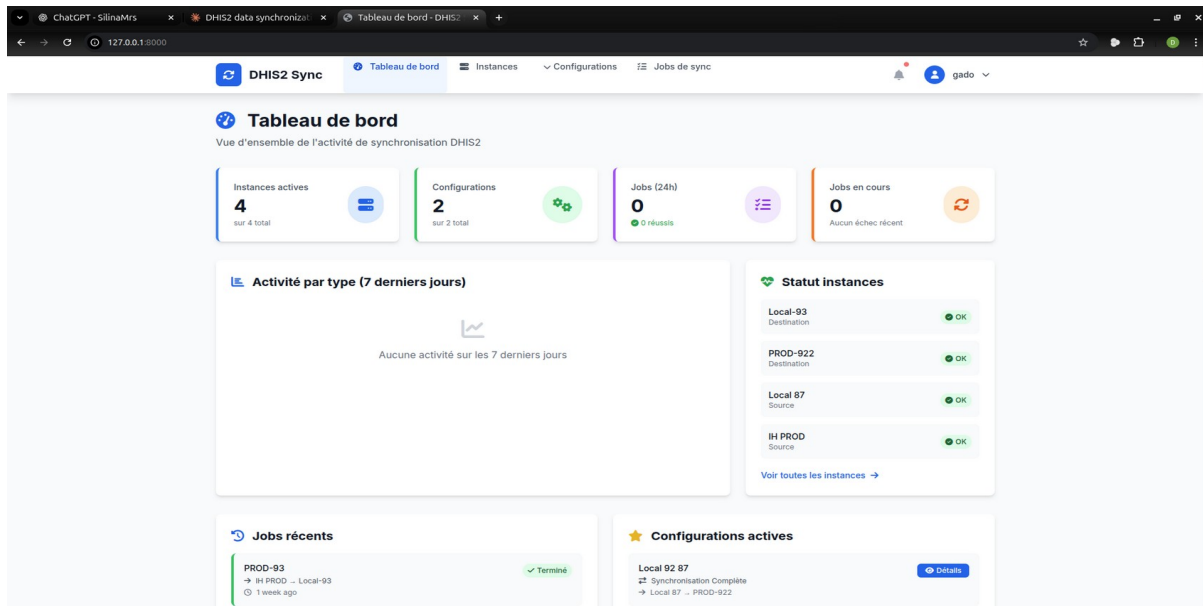 ChatGPT - SilinaMrs
DHIS2 data synchronizat
Tableau de bord - DHIS2
127.0.0.1:8000
D
DHIS2 Sync
Tableau de bord
Instances
Configurations
Jobs de sync
gado
Tableau de bord
Vue d'ensemble de l'activité de synchronisation DHIS2
Instances actives
4
sur 4 total
Configurations
2
sur 2 total
Jobs (24h)
0
0 réussis
Jobs en cours
0
Aucun échec récent
Activité par type (7 derniers jours)
Aucune activité sur les 7 derniers jours
Statut instances
Local-93
Destination
OK
PROD-922
Destination
OK
Local 87
Source
OK
IH PROD
Source
OK
Voir toutes les instances →
Jobs récents
PROD-93
Terminé
→ IH PROD → Local-93
1 week ago
Configurations actives
Local 92 87
Détails
Synchronisation Complète
→ Local 87 → PROD-922